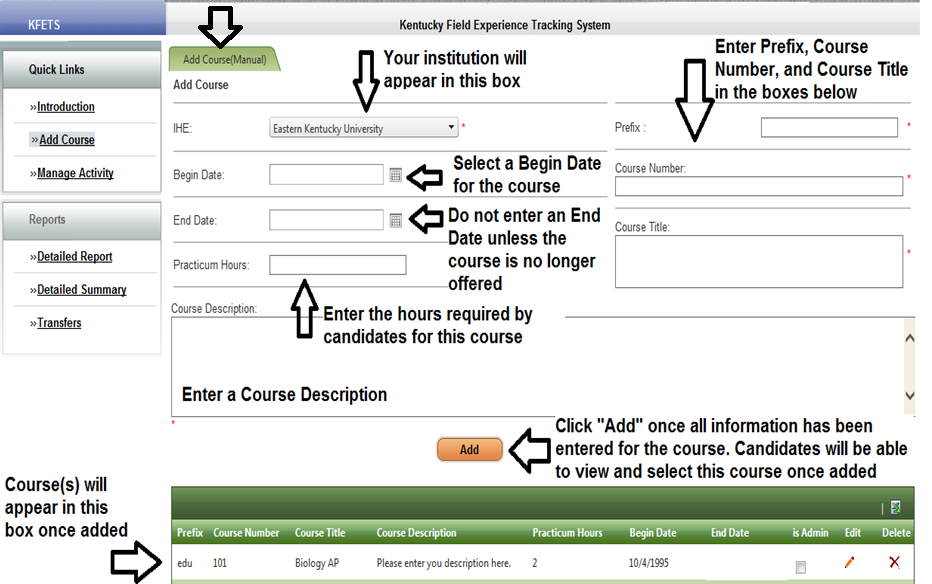 KFETS
Kentucky Field Experience Tracking System
Quick Links
»Introduction
»Add Course
»Manage Activity
Reports
»Detailed Report
»Detailed Summary
»Transfers
Add Course(Manual)
Add Course
Your institution will
appear in this box
Enter Prefix, Course
Number, and Course Title
in the boxes below
IHE:
Eastern Kentucky University
*
Prefix :
*
Begin Date:
Select a Begin Date
for the course
Course Number:
*
End Date:
Do not enter an End
Date unless the
course is no longer
offered
Course Title:
*
Practicum Hours:
Enter the hours required by
candidates for this course
Course Description:
Enter a Course Description
*
Add
Click "Add" once all information has been
entered for the course. Candidates will be able
to view and select this course once added
Course(s) will
appear in this
box once added
Prefix Course Number Course Title Course Description Practicum Hours Begin Date End Date is Admin Edit Delete
edu 101 Biology AP Please enter you description here. 2 10/4/1995